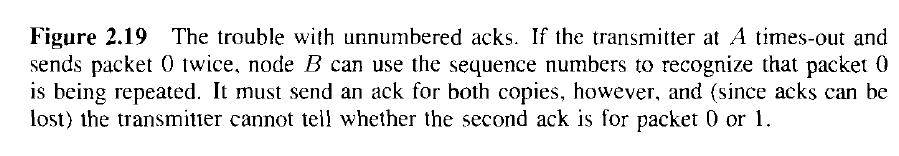 Figure 2.19 The trouble with unnumbered acks. If the transmitter at A times-out and
sends packet 0 twice, node B can use the sequence numbers to recognize that packet 0
is being repeated. It must send an ack for both copies, however, and (since acks can be
lost) the transmitter cannot tell whether the second ack is for packet 0 or 1.